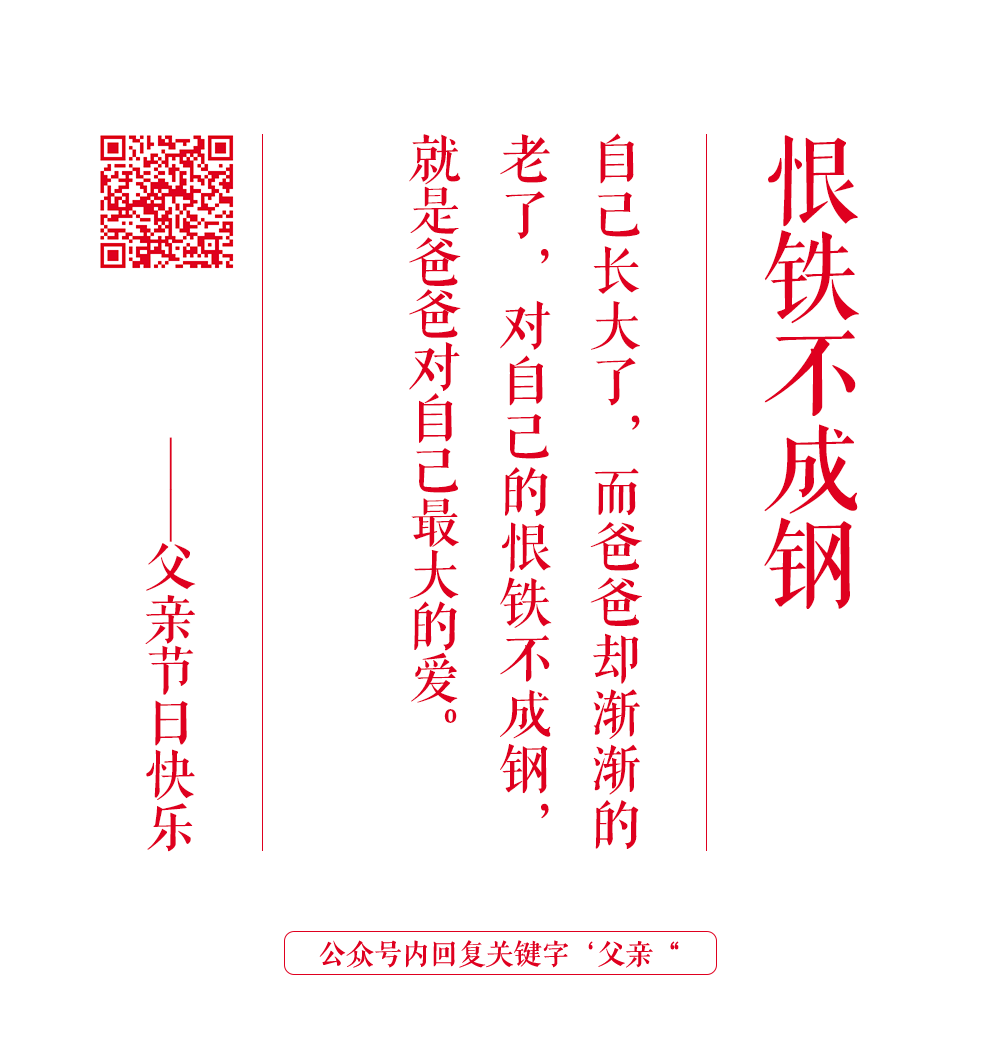 恨铁不成钢
自己长大了，而爸爸却渐渐的
老了，对自己的恨铁不成钢，
就是爸爸对自己最大的爱。
——父亲节日快乐
公众号内回复关键字‘父亲“